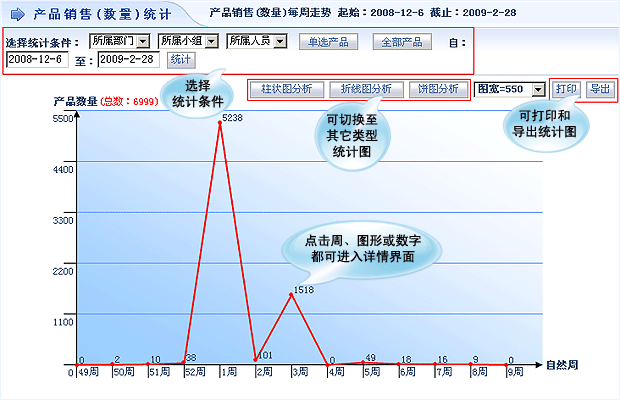 产品销售(数量)统计
产品销售(数量)每周走势 起始：2008-12-6 截止：2009-2-28
选择统计条件： 所属部门 所属小组 所属人员 单选产品 全部产品 自：
2008-12-6 至： 2009-2-28 统计
选择
统计条件
柱状图分析 折线图分析 饼图分析 图宽=550 打印 导出
可切换至
其它类型
统计图
可打印和
导出统计图
产品数量(总数：6999)
5500
5238
4400
3300
点击周、图形或数字
都可进入详情界面
2200
1518
1100
0 2 10 38 101 0 49 18 16 9 0
自然周
0 49周 50周 51周 52周 1周 2周 3周 4周 5周 6周 7周 8周 9周